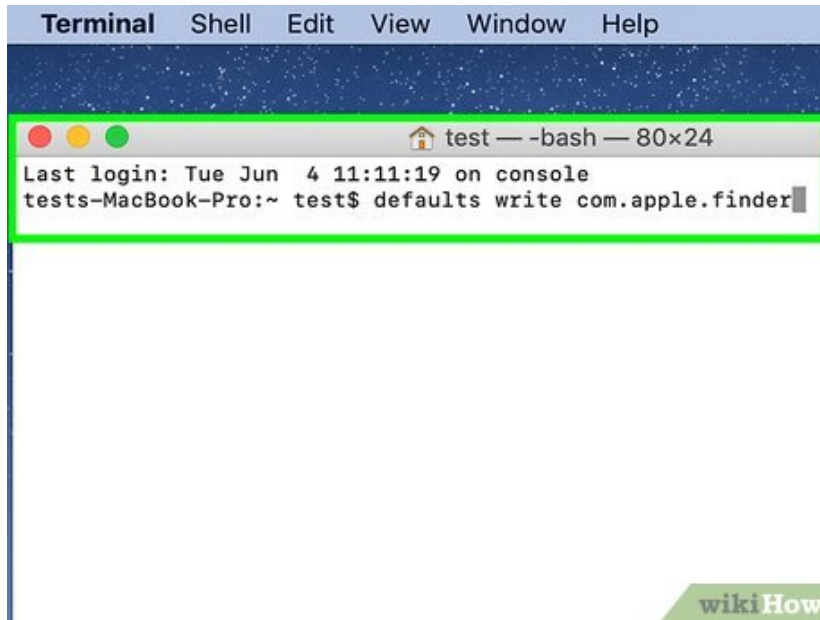 Terminal Shell Edit View Window Help
test — -bash — 80×24
Last login: Tue Jun  4 11:11:19 on console
tests-MacBook-Pro:~ test$ defaults write com.apple.finder
wikiHow